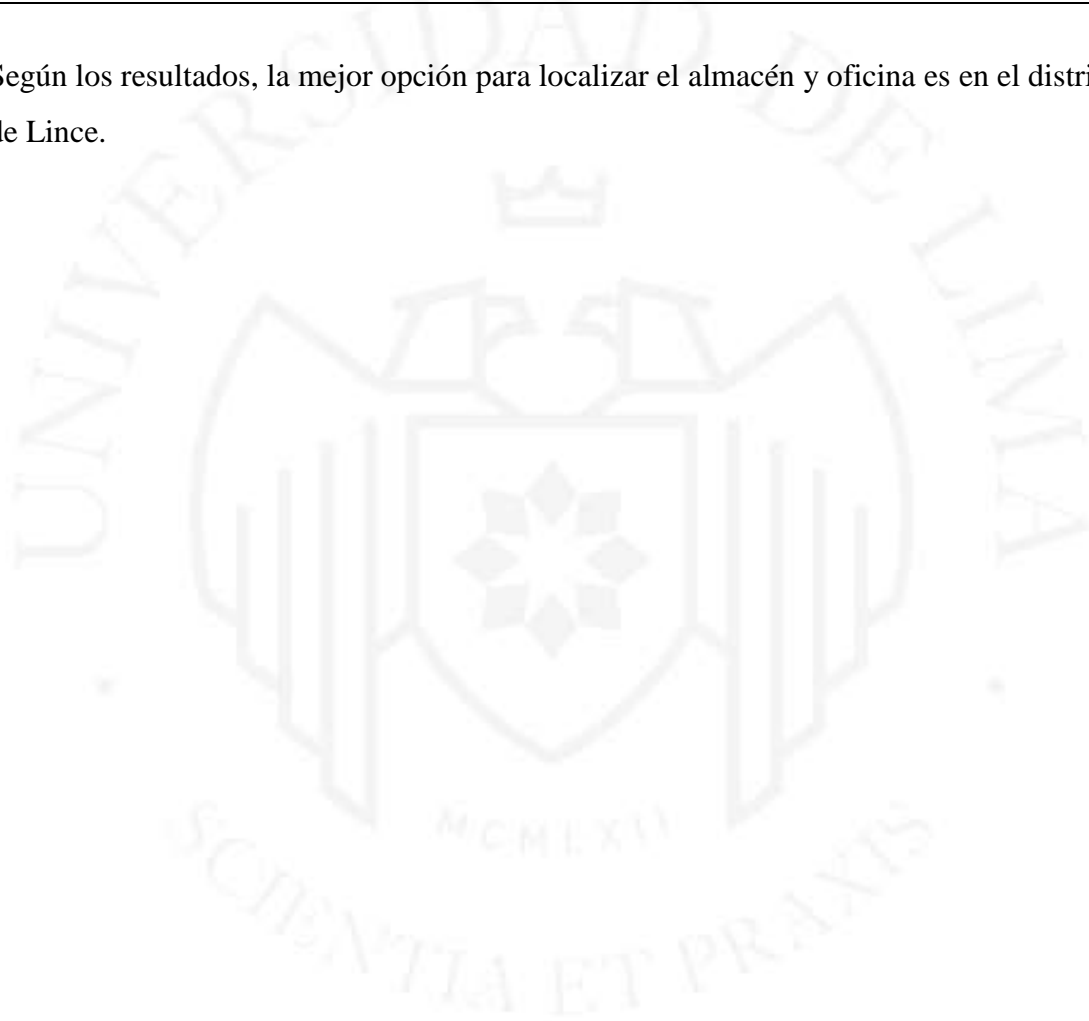 Según los resultados, la mejor opción para localizar el almacén y oficina es en el distri
de Lince.
UNIVERSIDAD DE LIMA
MCMLXII
SCIENTIA ET PRAXIS